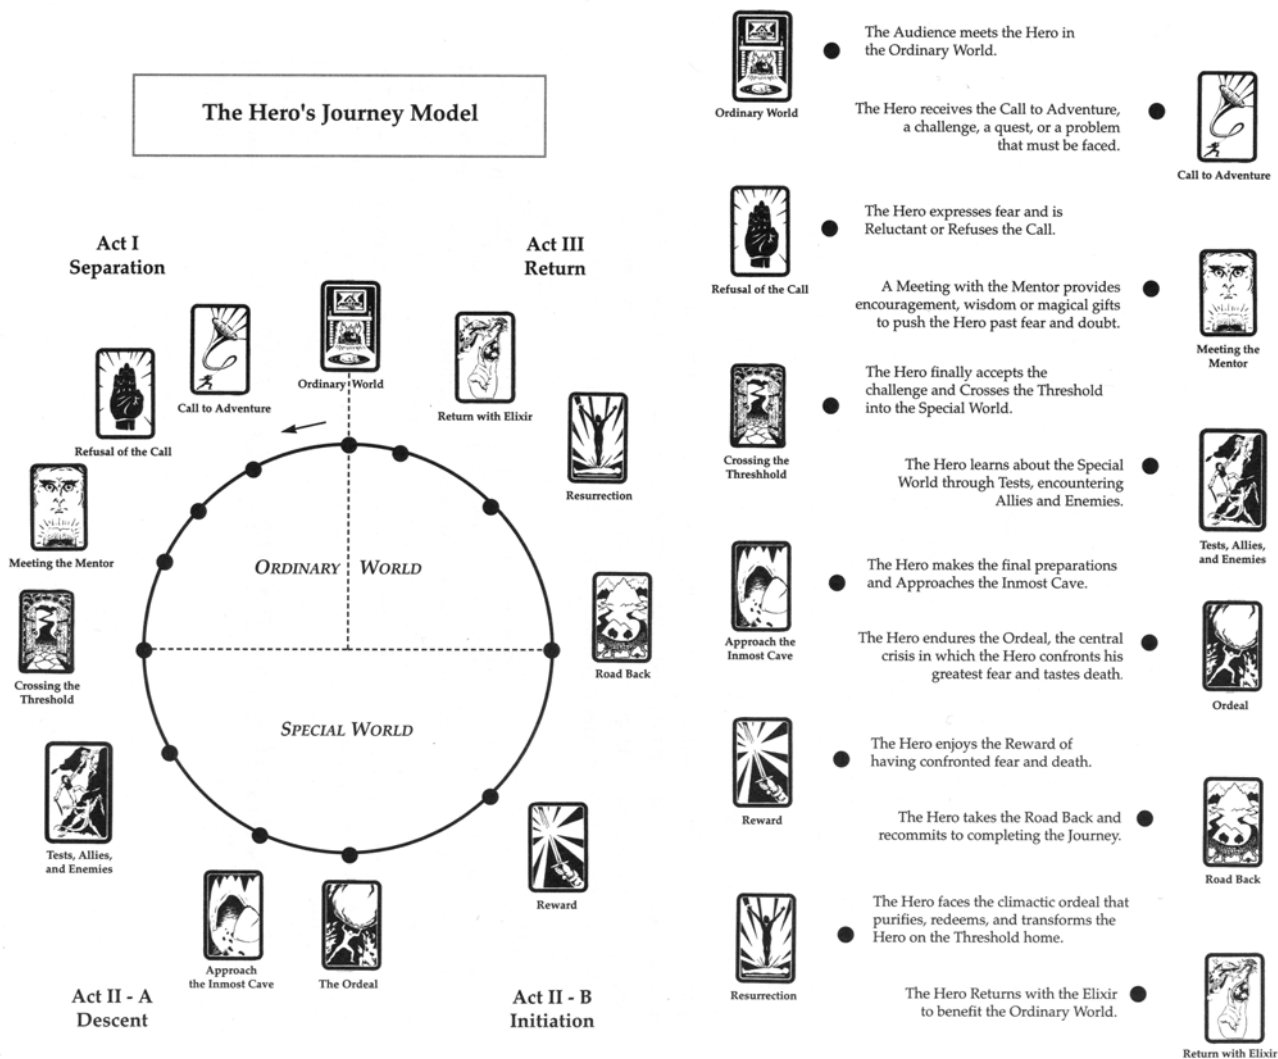 The Hero's Journey Model
Act I
Separation
Act III
Return
Ordinary World
Call to Adventure
Return with Elixir
Refusal of the Call
Resurrection
Meeting the Mentor
ORDINARY WORLD
Road Back
Crossing the
Threshold
SPECIAL WORLD
Tests, Allies,
and Enemies
Reward
Approach
the Inmost Cave
The Ordeal
Act II - A
Descent
Act II - B
Initiation
Ordinary World
The Audience meets the Hero in
the Ordinary World.
The Hero receives the Call to Adventure,
a challenge, a quest, or a problem
that must be faced.
Call to Adventure
Refusal of the Call
The Hero expresses fear and is
Reluctant or Refuses the Call.
A Meeting with the Mentor provides
encouragement, wisdom or magical gifts
to push the Hero past fear and doubt.
Meeting the
Mentor
Crossing the
Threshhold
The Hero finally accepts the
challenge and Crosses the Threshold
into the Special World.
The Hero learns about the Special
World through Tests, encountering
Allies and Enemies.
Tests, Allies,
and Enemies
Approach the
Inmost Cave
The Hero makes the final preparations
and Approaches the Inmost Cave.
The Hero endures the Ordeal, the central
crisis in which the Hero confronts his
greatest fear and tastes death.
Ordeal
Reward
The Hero enjoys the Reward of
having confronted fear and death.
The Hero takes the Road Back and
recommits to completing the Journey.
Road Back
Resurrection
The Hero faces the climactic ordeal that
purifies, redeems, and transforms the
Hero on the Threshold home.
The Hero Returns with the Elixir
to benefit the Ordinary World.
Return with Elixir